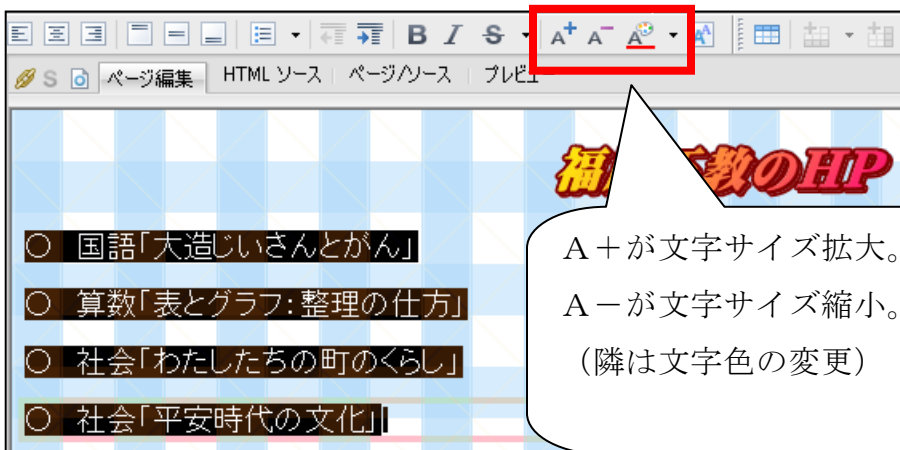 B I S A+ A- A
S ページ編集 HTML ソース ページ/ソース プレビュー
教のHP
○ 国語「大造じいさんとがん」
○ 算数「表とグラフ:整理の仕方」
○ 社会「わたしたちの町のくらし」
○ 社会「平安時代の文化」
A+が文字サイズ拡大。
A-が文字サイズ縮小。
(隣は文字色の変更)